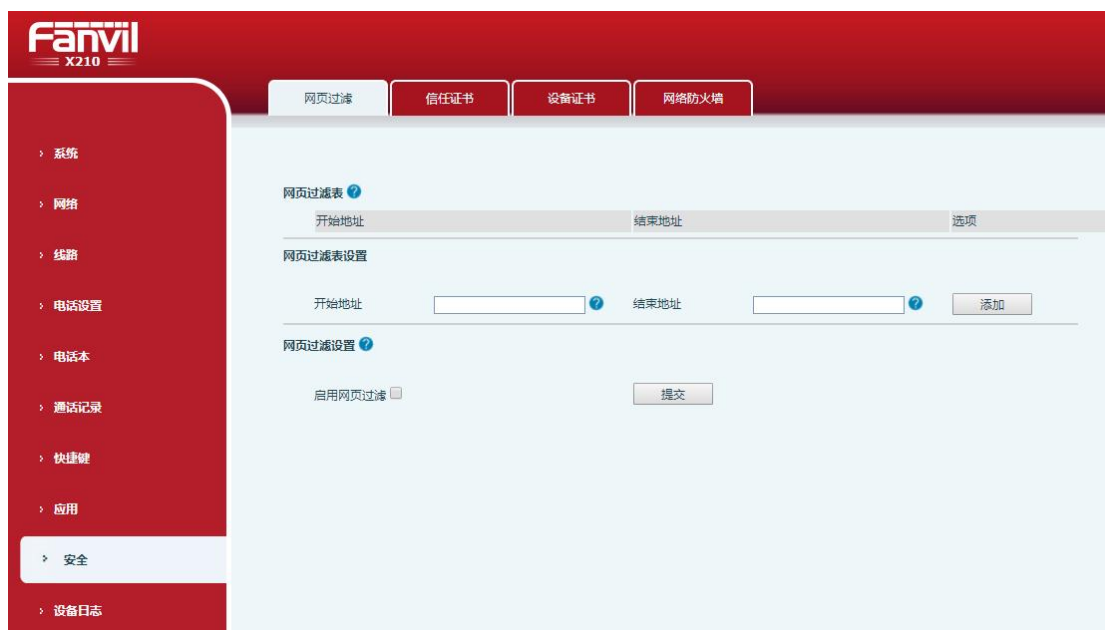 Fanvil
X210
网页过滤 信任证书 设备证书 网络防火墙
系统
网络
线路
电话设置
电话本
通话记录
快捷键
应用
安全
设备日志
网页过滤表 ?
开始地址 结束地址 选项
网页过滤表设置
开始地址 ? 结束地址 ? 添加
网页过滤设置 ?
启用网页过滤 提交